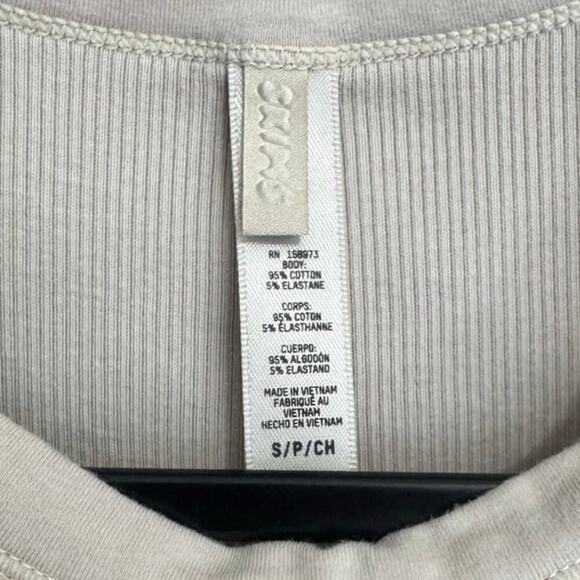 SKIMS
RN 158973
BODY:
95% COTTON
5% ELASTANE
CORPS:
95% COTON
5% ÉLASTHANNE
CUERPO:
95% ALGODÓN
5% ELASTANO
MADE IN VIETNAM
FABRIQUÉ AU
VIETNAM
HECHO EN VIETNAM
S/P/CH